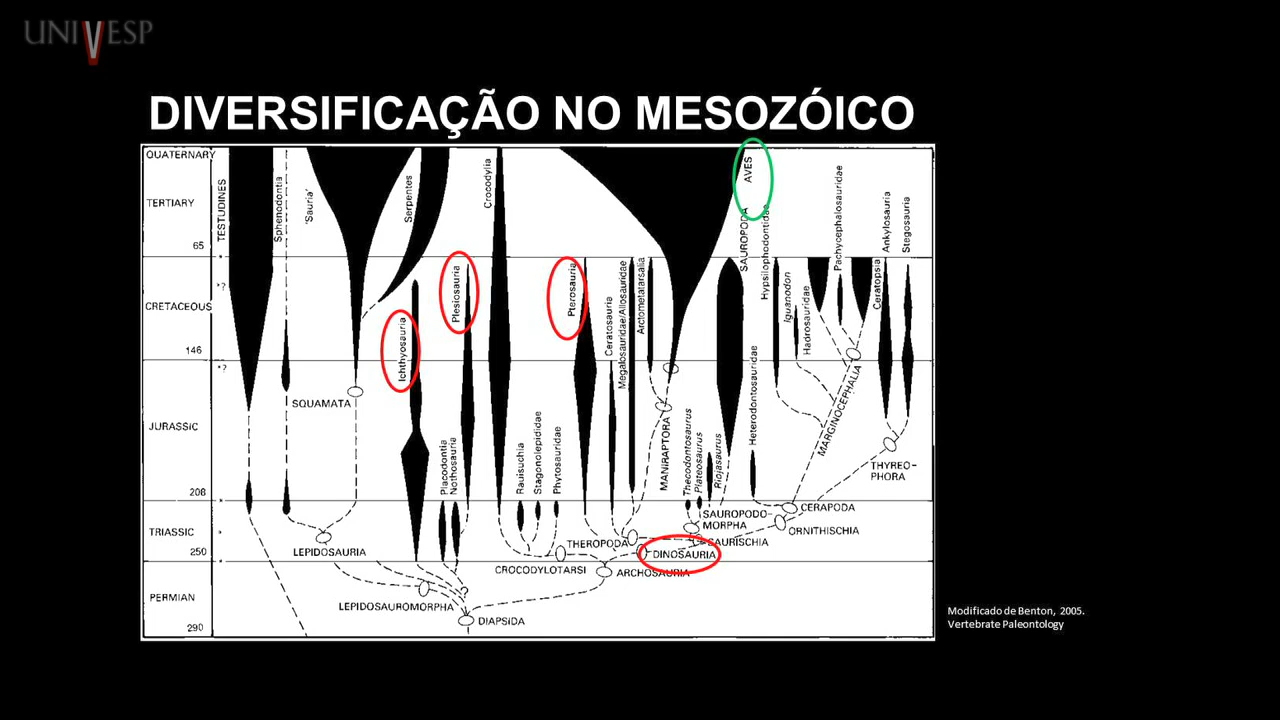 UNIVESP
DIVERSIFICAÇÃO NO MESOZÓICO
QUATERNARY
TERTIARY
65
CRETACEOUS
146
JURASSIC
208
TRIASSIC
250
PERMIAN
290
TESTUDINES
Sphenodontia
'Sauria'
Serpentes
Crocodylia
AVES
SAUROPODA
Hypsilophodontidae
Pachycephalosauridae
Ankylosauria
Stegosauria
Ichthyosauria
Plesiosauria
Pterosauria
Ceratosauria
Megalosauridae/Allosauridae
Arctometatarsalia
Iguanodon
Hadrosauridae
Ceratopsia
?
?
SQUAMATA
Placodontia
Nothosauria
Rauisuchia
Stagonolepididae
Phytosauridae
MANIRAPTORA
Thecodontosaurus
Plateosaurus
Riojasaurus
Heterodontosauridae
MARGINOCEPHALIA
THYREO-
PHORA
LEPIDOSAURIA
THEROPODA
SAUROPODO-
MORPHA
SAURISCHIA
CERAPODA
ORNITHISCHIA
DINOSAURIA
CROCODYLOTARSI
ARCHOSAURIA
LEPIDOSAUROMORPHA
?
DIAPSIDA
Modificado de Benton, 2005.
Vertebrate Paleontology